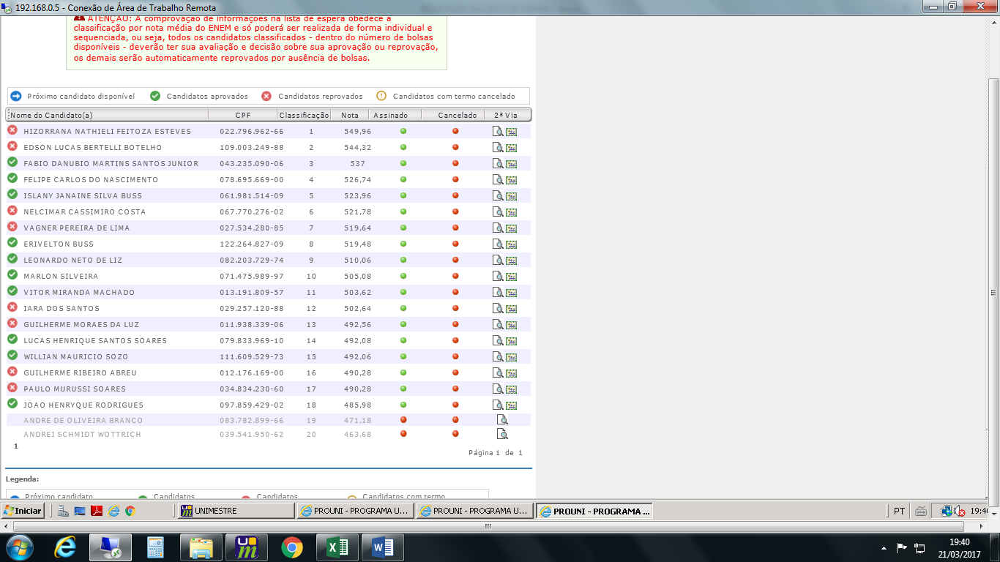 192.168.0.5 - Conexão de Área de Trabalho Remota
ATENÇÃO: A comprovação de informações na lista de espera obedece a
classificação por nota média do ENEM e só poderá ser realizada de forma individual e
sequenciada, ou seja, todos os candidatos classificados - dentro do número de bolsas
disponíveis - deverão ter sua avaliação e decisão sobre sua aprovação ou reprovação,
os demais serão automaticamente reprovados por ausência de bolsas.
Próximo candidato disponível Candidatos aprovados Candidatos reprovados Candidatos com termo cancelado
Nome do Candidato(a) CPF Classificação Nota Assinado Cancelado 2ª Via
HIZORRANA NATHIELI FEITOZA ESTEVES 022.796.962-66 1 549,96
EDSON LUCAS BERTELLI BOTELHO 109.003.249-88 2 544,32
FABIO DANUBIO MARTINS SANTOS JUNIOR 043.235.090-06 3 537
FELIPE CARLOS DO NASCIMENTO 078.695.669-00 4 526,74
ISLANY JANAINE SILVA BUSS 061.981.514-09 5 523,96
NELCIMAR CASSIMIRO COSTA 067.770.276-02 6 521,78
VAGNER PEREIRA DE LIMA 027.534.280-85 7 519,64
ERIVELTON BUSS 122.264.827-09 8 519,48
LEONARDO NETO DE LIZ 082.203.729-74 9 510,06
MARLON SILVEIRA 071.475.989-97 10 505,08
VITOR MIRANDA MACHADO 013.191.809-57 11 503,62
IARA DOS SANTOS 029.257.120-88 12 502,64
GUILHERME MORAES DA LUZ 011.938.339-06 13 492,56
LUCAS HENRIQUE SANTOS SOARES 079.833.969-10 14 492,08
WILLIAN MAURICIO SOZO 111.609.529-73 15 492,06
GUILHERME RIBEIRO ABREU 012.176.169-00 16 490,28
PAULO MURUSSI SOARES 034.834.230-60 17 490,28
JOAO HENRYQUE RODRIGUES 097.859.429-02 18 485,98
ANDRE DE OLIVEIRA BRANCO 083.782.899-66 19 471,18
ANDREI SCHMIDT WOTTRICH 039.541.950-62 20 463,68
1
Página 1 de 1
Legenda:
Próximo candidato Candidatos Candidatos Candidatos com termo
Iniciar UNIMESTRE PROUNI - PROGRAMA U... PROUNI - PROGRAMA U... PROUNI - PROGRAMA ... PT 19:40
19:40
21/03/2017